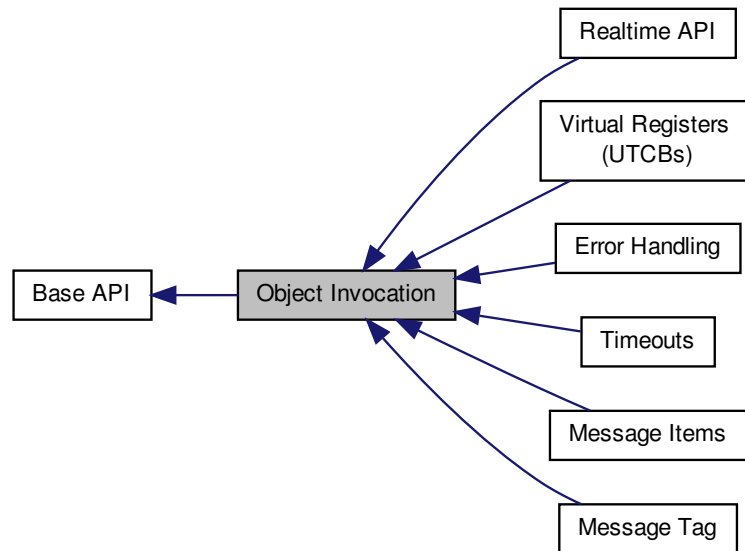 Realtime API
Virtual Registers
(UTCBs)
Error Handling
Base API
Object Invocation
Timeouts
Message Items
Message Tag